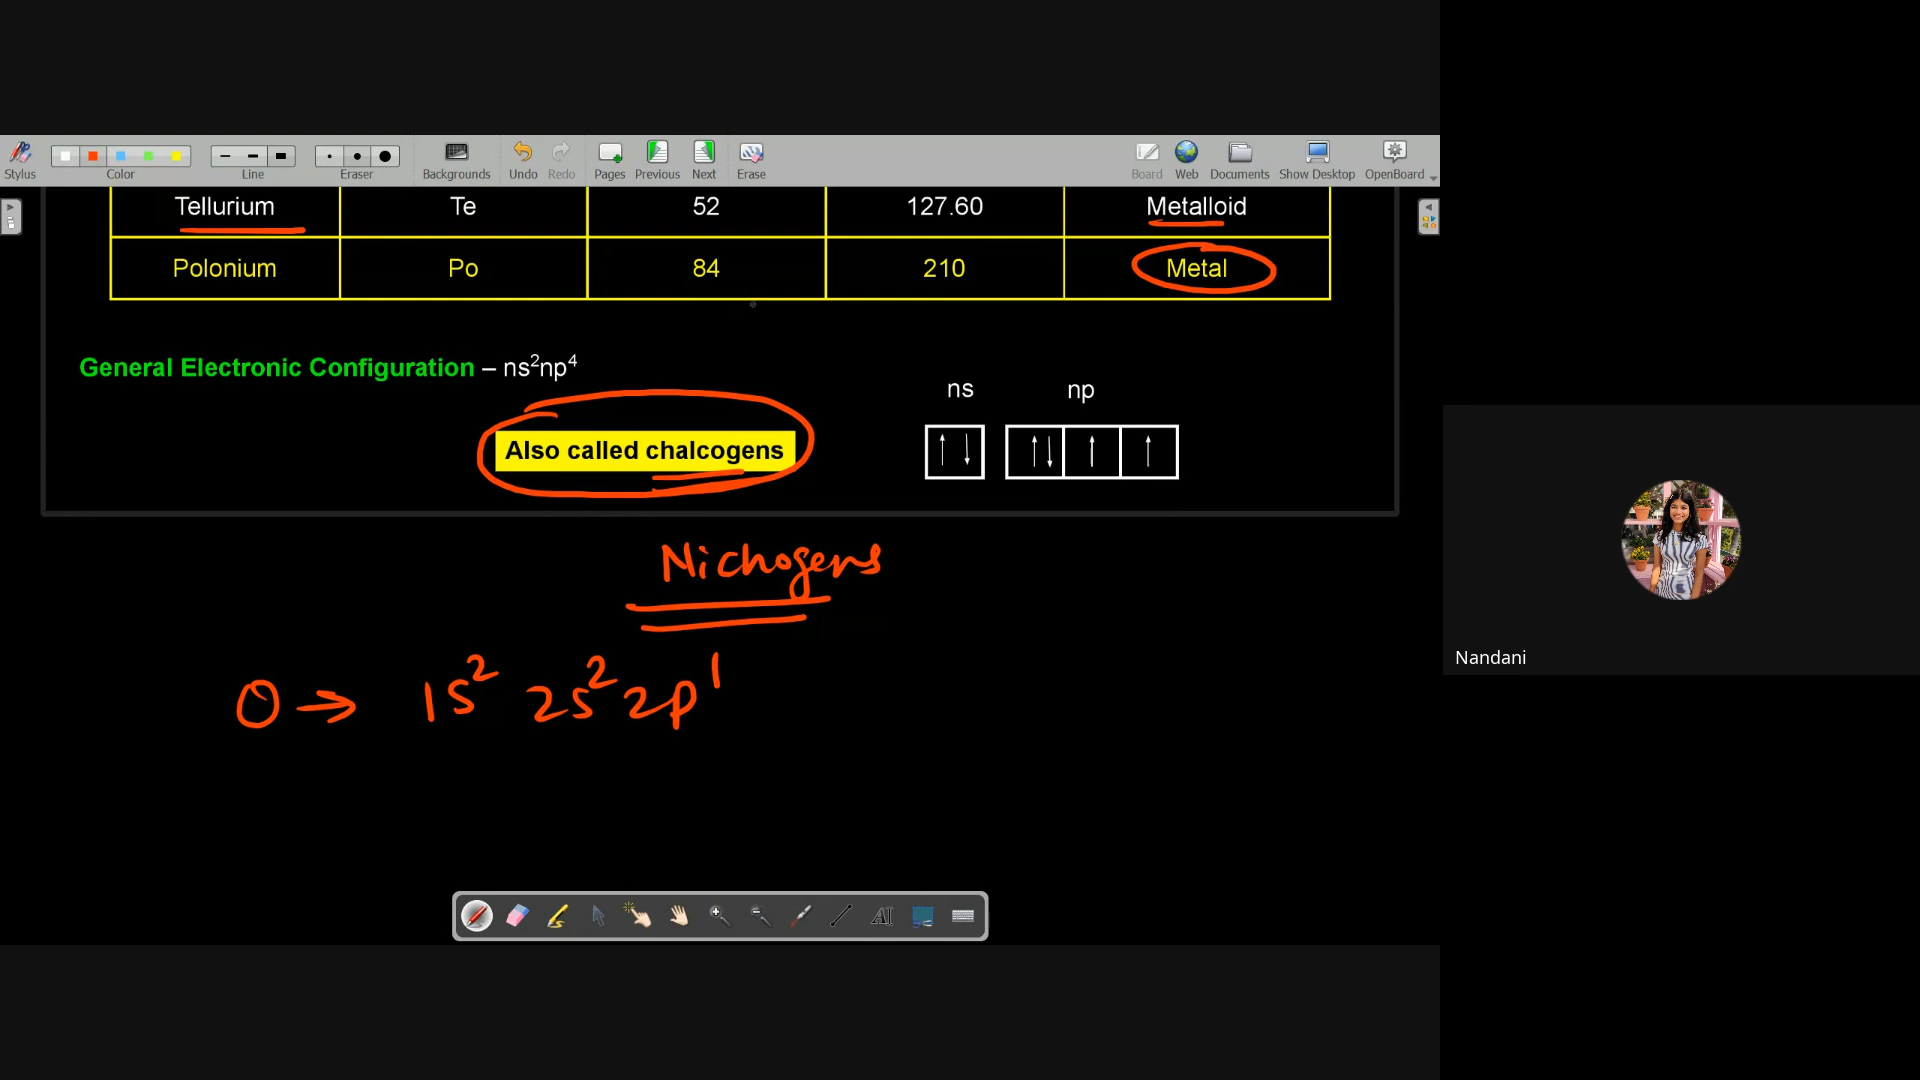 Stylus Color Line Eraser Backgrounds Undo Redo Pages Previous Next Erase Board Web Documents Show Desktop OpenBoard
Tellurium Te 52 127.60 Metalloid
Polonium Po 84 210 Metal
General Electronic Configuration – ns²np⁴
ns np
Also called chalcogens
Nichogens
O → 1s² 2s² 2p¹
Nandani